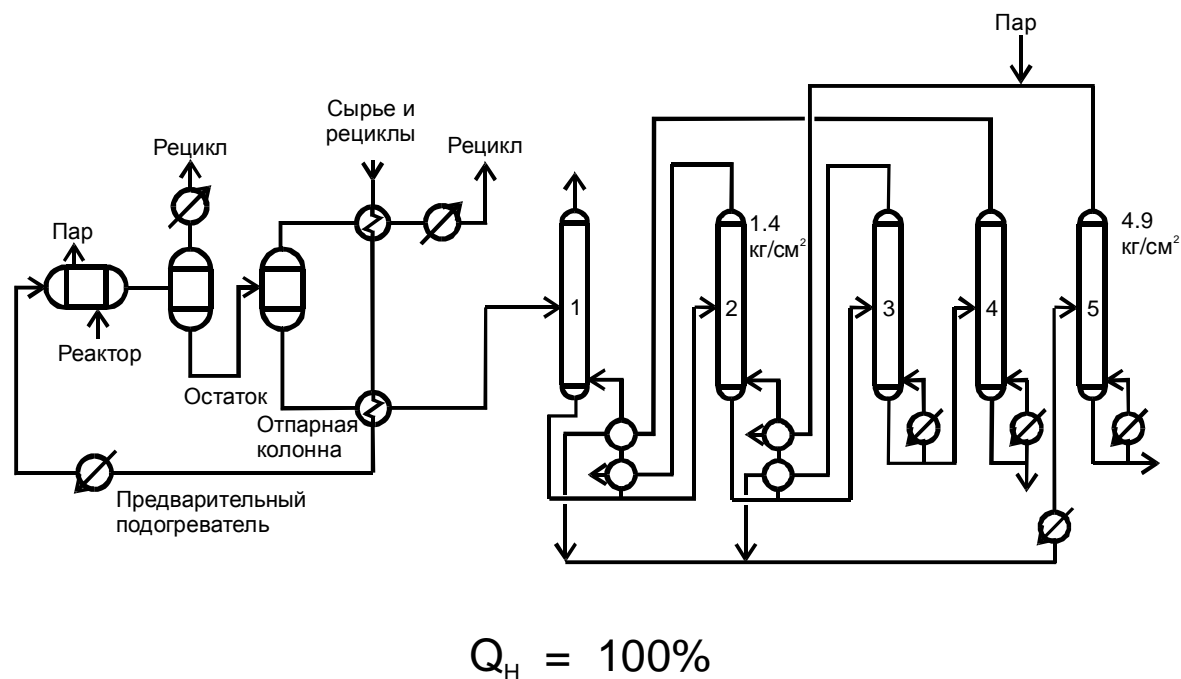 Пар
Сырье и
рециклы
Рецикл
Рецикл
Пар
1.4
кг/см²
4.9
кг/см²
1
2
3
4
5
Реактор
Остаток
Отпарная
колонна
Предварительный
подогреватель
Qн = 100%